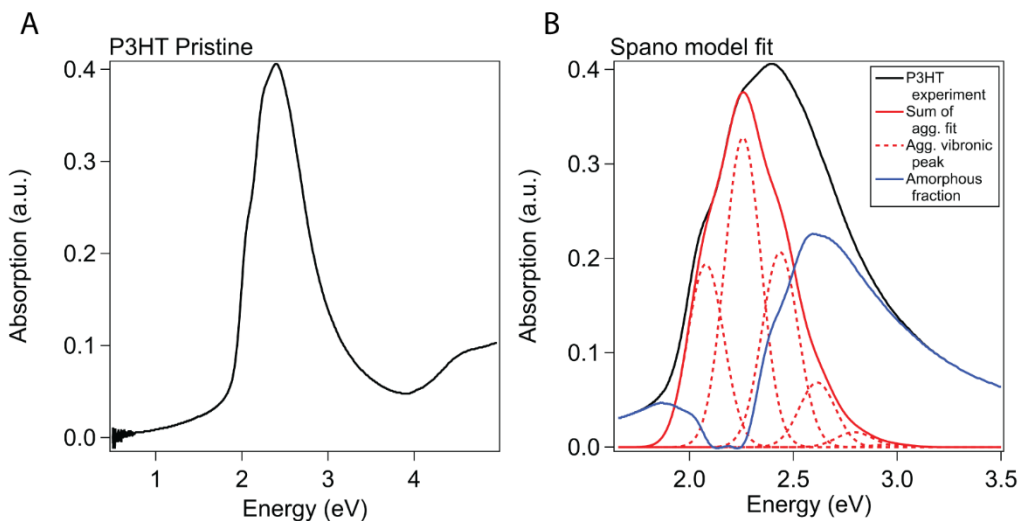 A
P3HT Pristine
0.4
0.3
0.2
0.1
0.0
Absorption (a.u.)
1
2
3
4
Energy (eV)
B
Spano model fit
0.4
0.3
0.2
0.1
0.0
Absorption (a.u.)
2.0
2.5
3.0
3.5
Energy (eV)
P3HT
experiment
Sum of
agg. fit
Agg. vibronic
peak
Amorphous
fraction